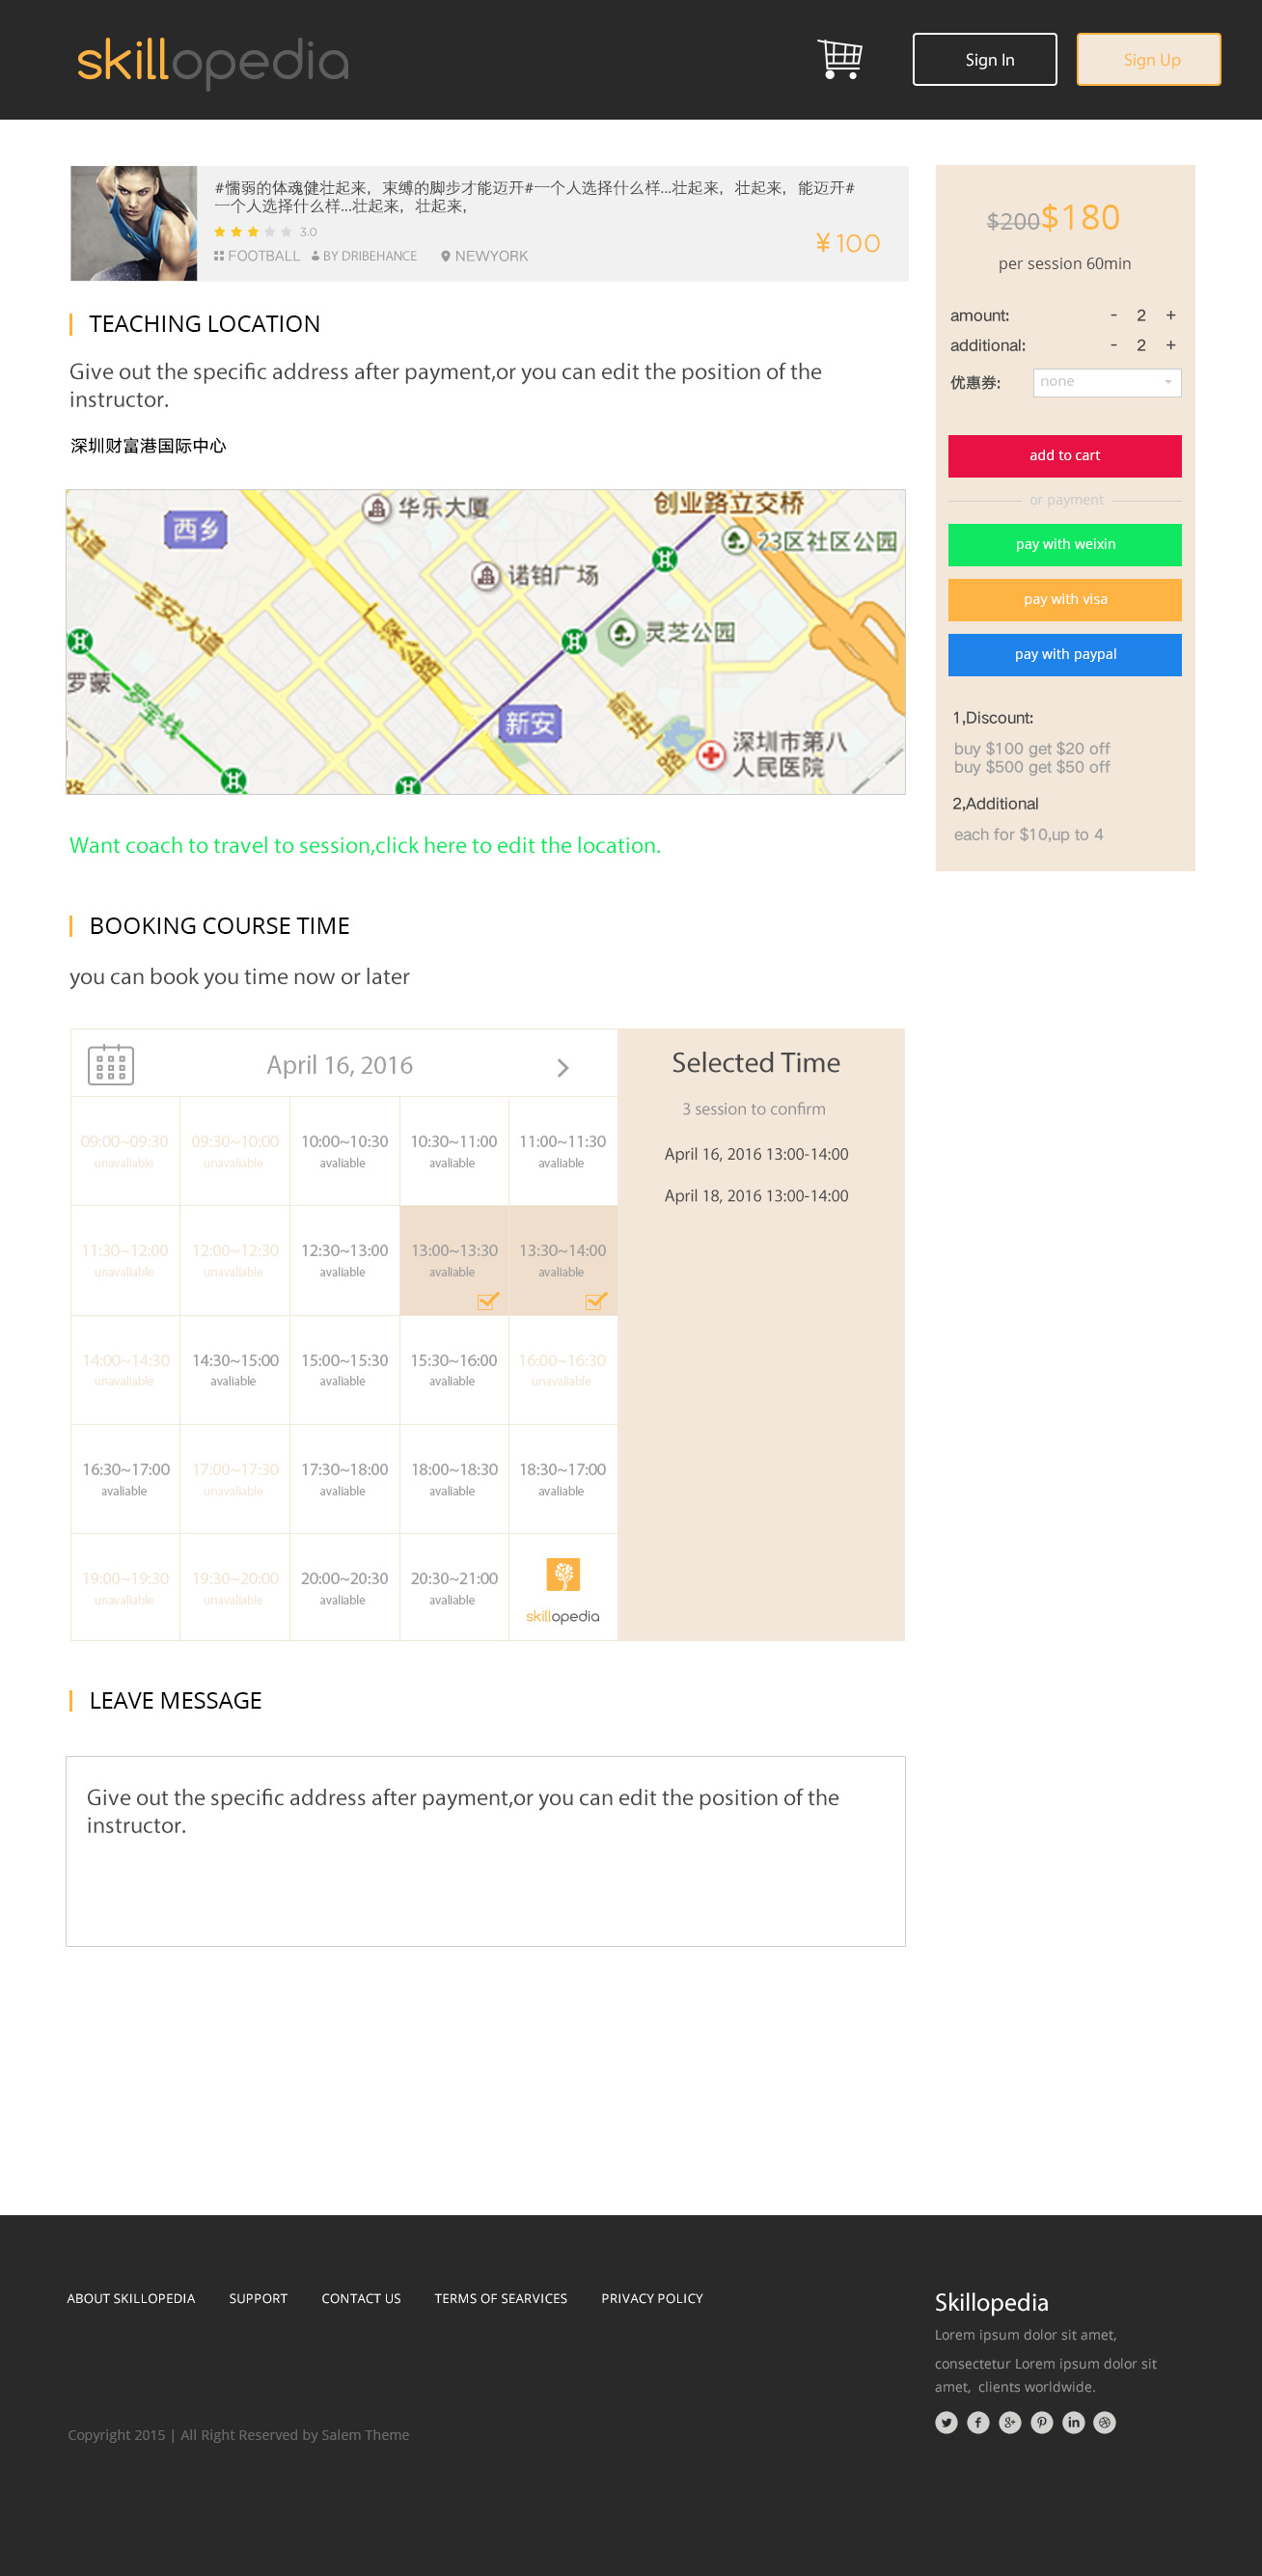 skillopedia
Sign In
Sign Up
#懦弱的体魂健壮起来，束缚的脚步才能迈开#一个人选择什么样...壮起来，壮起来，能迈开#
一个人选择什么样...壮起来，壮起来，
3.0
¥ 100
FOOTBALL BY DRIBEHANCE NEWYORK
TEACHING LOCATION
Give out the specific address after payment,or you can edit the position of the
instructor.
深圳财富港国际中心
华乐大厦
创业路立交桥
西乡
大道
23区社区公园
诺铂广场
宝安大道
灵芝公园
罗蒙
罗宝线
新安
前进一路
深圳市第八
人民医院
路
Want coach to travel to session,click here to edit the location.
BOOKING COURSE TIME
you can book you time now or later
April 16, 2016
09:00~09:30 09:30~10:00 10:00~10:30 10:30~11:00 11:00~11:30
unavaliable unavaliable avaliable avaliable avaliable
11:30~12:00 12:00~12:30 12:30~13:00 13:00~13:30 13:30~14:00
unavaliable unavaliable avaliable avaliable avaliable
14:00~14:30 14:30~15:00 15:00~15:30 15:30~16:00 16:00~16:30
unavaliable avaliable avaliable avaliable unavaliable
16:30~17:00 17:00~17:30 17:30~18:00 18:00~18:30 18:30~17:00
avaliable unavaliable avaliable avaliable avaliable
19:00~19:30 19:30~20:00 20:00~20:30 20:30~21:00
unavaliable unavaliable avaliable avaliable
skillopedia
Selected Time
3 session to confirm
April 16, 2016 13:00-14:00
April 18, 2016 13:00-14:00
LEAVE MESSAGE
Give out the specific address after payment,or you can edit the position of the
instructor.
$200$180
per session 60min
amount: - 2 +
additional: - 2 +
优惠券: none
add to cart
or payment
pay with weixin
pay with visa
pay with paypal
1,Discount:
buy $100 get $20 off
buy $500 get $50 off
2,Additional
each for $10,up to 4
ABOUT SKILLOPEDIA SUPPORT CONTACT US TERMS OF SEARVICES PRIVACY POLICY
Copyright 2015 | All Right Reserved by Salem Theme
Skillopedia
Lorem ipsum dolor sit amet,
consectetur Lorem ipsum dolor sit
amet, clients worldwide.